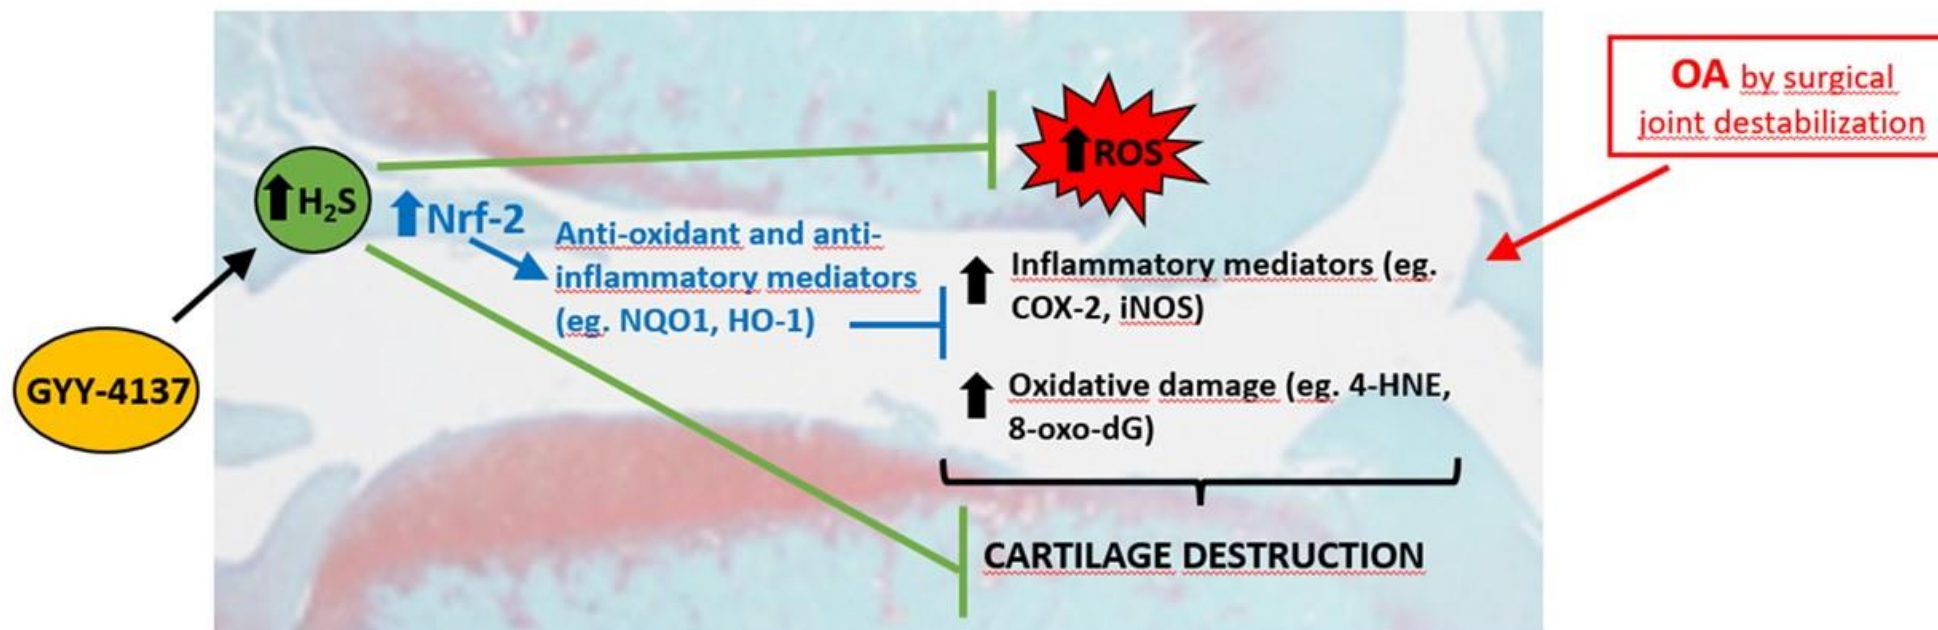 OA by surgical
joint destabilization
ROS
H₂S
Nrf-2
Anti-oxidant and anti-
inflammatory mediators
(eg. NQO1, HO-1)
Inflammatory mediators (eg.
COX-2, iNOS)
GYY-4137
Oxidative damage (eg. 4-HNE,
8-oxo-dG)
CARTILAGE DESTRUCTION